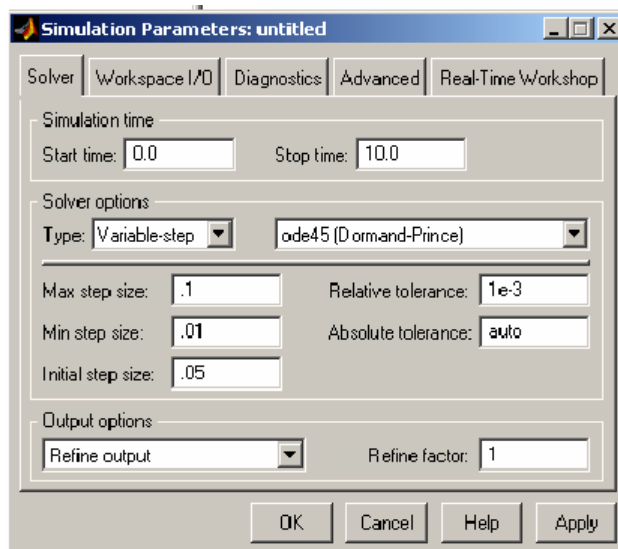 Simulation Parameters: untitled
Solver Workspace I/O Diagnostics Advanced Real-Time Workshop
Simulation time
Start time: 0.0 Stop time: 10.0
Solver options
Type: Variable-step ode45 (Dormand-Prince)
Max step size: .1 Relative tolerance: 1e-3
Min step size: .01 Absolute tolerance: auto
Initial step size: .05
Output options
Refine output Refine factor: 1
OK Cancel Help Apply